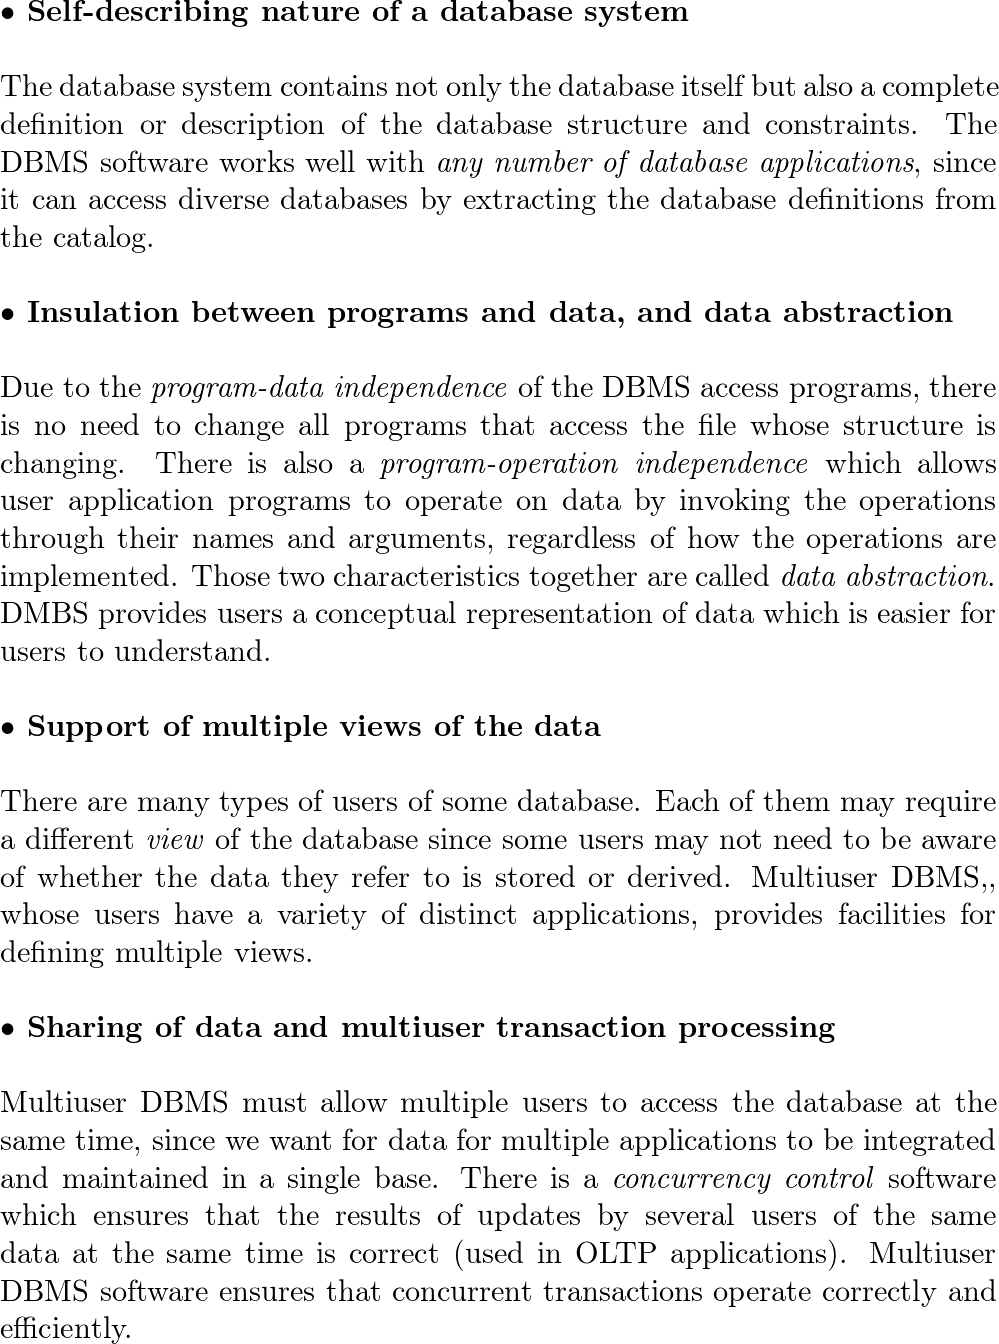 • Self-describing nature of a database system
The database system contains not only the database itself but also a complete
definition or description of the database structure and constraints. The
DBMS software works well with any number of database applications, since
it can access diverse databases by extracting the database definitions from
the catalog.
• Insulation between programs and data, and data abstraction
Due to the program-data independence of the DBMS access programs, there
is no need to change all programs that access the file whose structure is
changing. There is also a program-operation independence which allows
user application programs to operate on data by invoking the operations
through their names and arguments, regardless of how the operations are
implemented. Those two characteristics together are called data abstraction.
DMBS provides users a conceptual representation of data which is easier for
users to understand.
• Support of multiple views of the data
There are many types of users of some database. Each of them may require
a different view of the database since some users may not need to be aware
of whether the data they refer to is stored or derived. Multiuser DBMS,,
whose users have a variety of distinct applications, provides facilities for
defining multiple views.
• Sharing of data and multiuser transaction processing
Multiuser DBMS must allow multiple users to access the database at the
same time, since we want for data for multiple applications to be integrated
and maintained in a single base. There is a concurrency control software
which ensures that the results of updates by several users of the same
data at the same time is correct (used in OLTP applications). Multiuser
DBMS software ensures that concurrent transactions operate correctly and
efficiently.